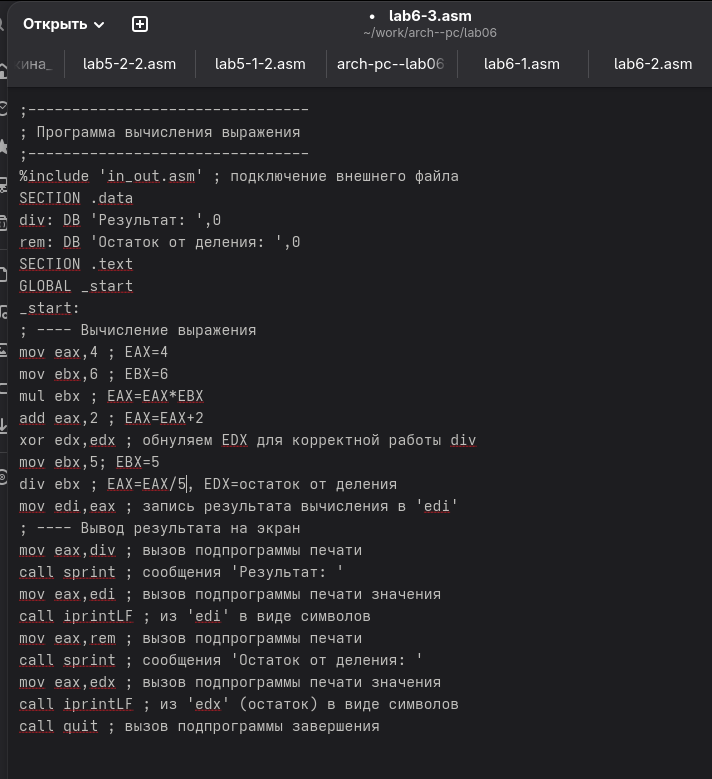 Открыть
• lab6-3.asm
~/work/arch--pc/lab06
кина_ lab5-2-2.asm lab5-1-2.asm arch-pc--lab06 lab6-1.asm lab6-2.asm
;--------------------------------
; Программа вычисления выражения
;--------------------------------
%include 'in_out.asm' ; подключение внешнего файла
SECTION .data
div: DB 'Результат: ',0
rem: DB 'Остаток от деления: ',0
SECTION .text
GLOBAL _start
_start:
; ---- Вычисление выражения
mov eax,4 ; EAX=4
mov ebx,6 ; EBX=6
mul ebx ; EAX=EAX*EBX
add eax,2 ; EAX=EAX+2
xor edx,edx ; обнуляем EDX для корректной работы div
mov ebx,5; EBX=5
div ebx ; EAX=EAX/5, EDX=остаток от деления
mov edi,eax ; запись результата вычисления в 'edi'
; ---- Вывод результата на экран
mov eax,div ; вызов подпрограммы печати
call sprint ; сообщения 'Результат: '
mov eax,edi ; вызов подпрограммы печати значения
call iprintLF ; из 'edi' в виде символов
mov eax,rem ; вызов подпрограммы печати
call sprint ; сообщения 'Остаток от деления: '
mov eax,edx ; вызов подпрограммы печати значения
call iprintLF ; из 'edx' (остаток) в виде символов
call quit ; вызов подпрограммы завершения